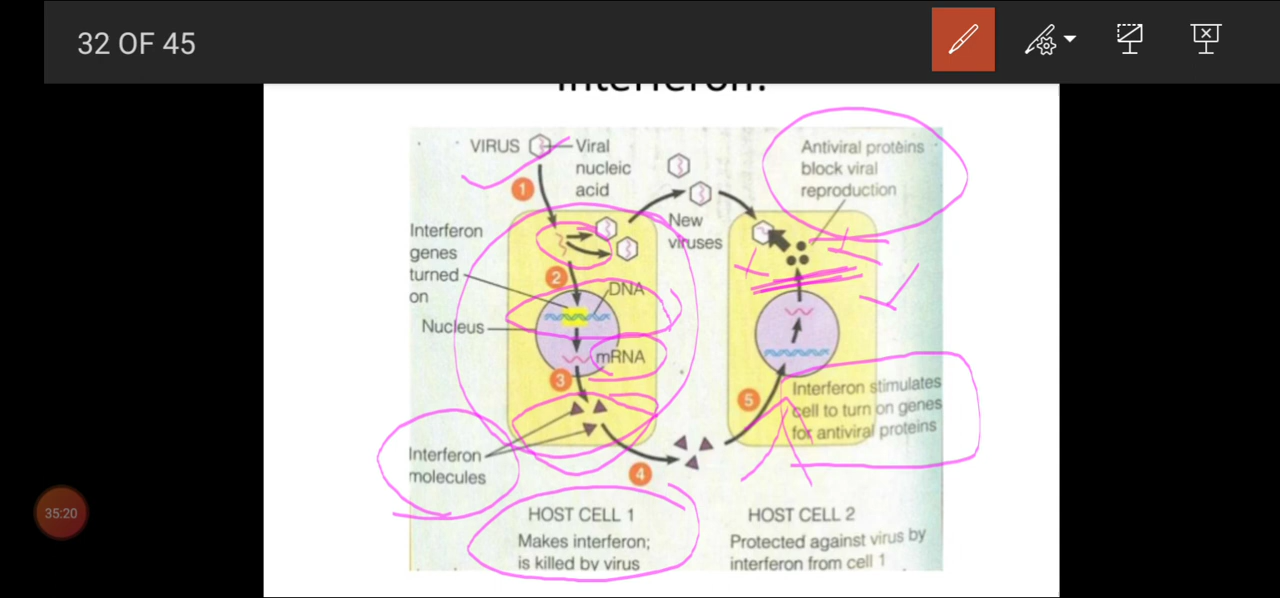 32 OF 45
Interferon?
VIRUS
Viral
nucleic
acid
1
New
viruses
Antiviral proteins
block viral
reproduction
Interferon
genes
turned
on
2
DNA
Nucleus
mRNA
3
Interferon
molecules
4
5
Interferon stimulates
cell to turn on genes
for antiviral proteins
35:20
HOST CELL 1
Makes interferon;
is killed by virus
HOST CELL 2
Protected against virus by
interferon from cell 1